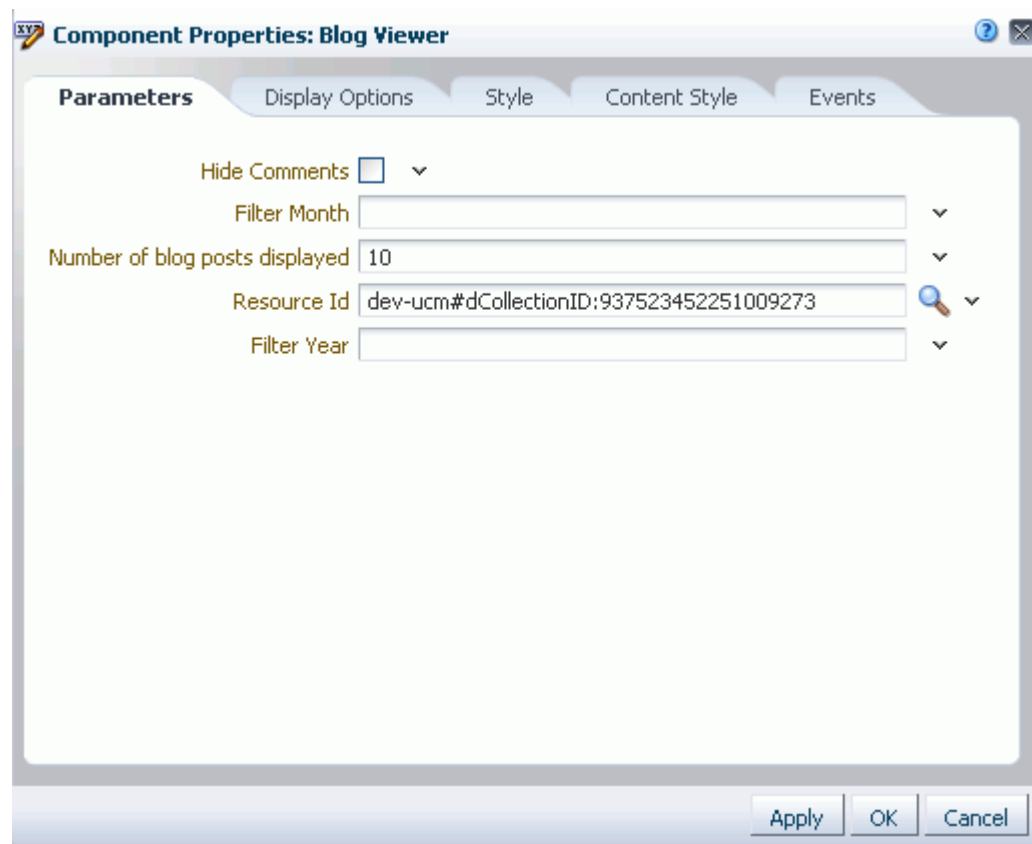 Component Properties: Blog Viewer
Parameters Display Options Style Content Style Events
Hide Comments
Filter Month
Number of blog posts displayed 10
Resource Id dev-ucm#dCollectionID:937523452251009273
Filter Year
Apply OK Cancel